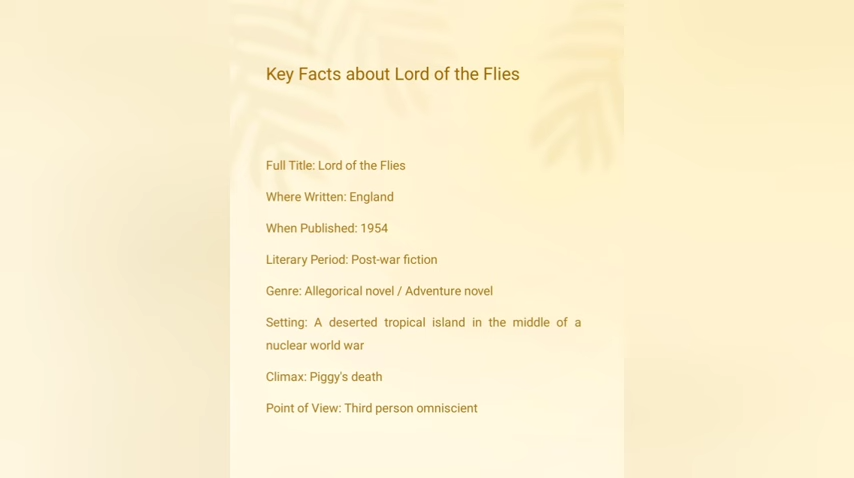 Key Facts about Lord of the Flies
Full Title: Lord of the Flies
Where Written: England
When Published: 1954
Literary Period: Post-war fiction
Genre: Allegorical novel / Adventure novel
Setting: A deserted tropical island in the middle of a
nuclear world war
Climax: Piggy's death
Point of View: Third person omniscient